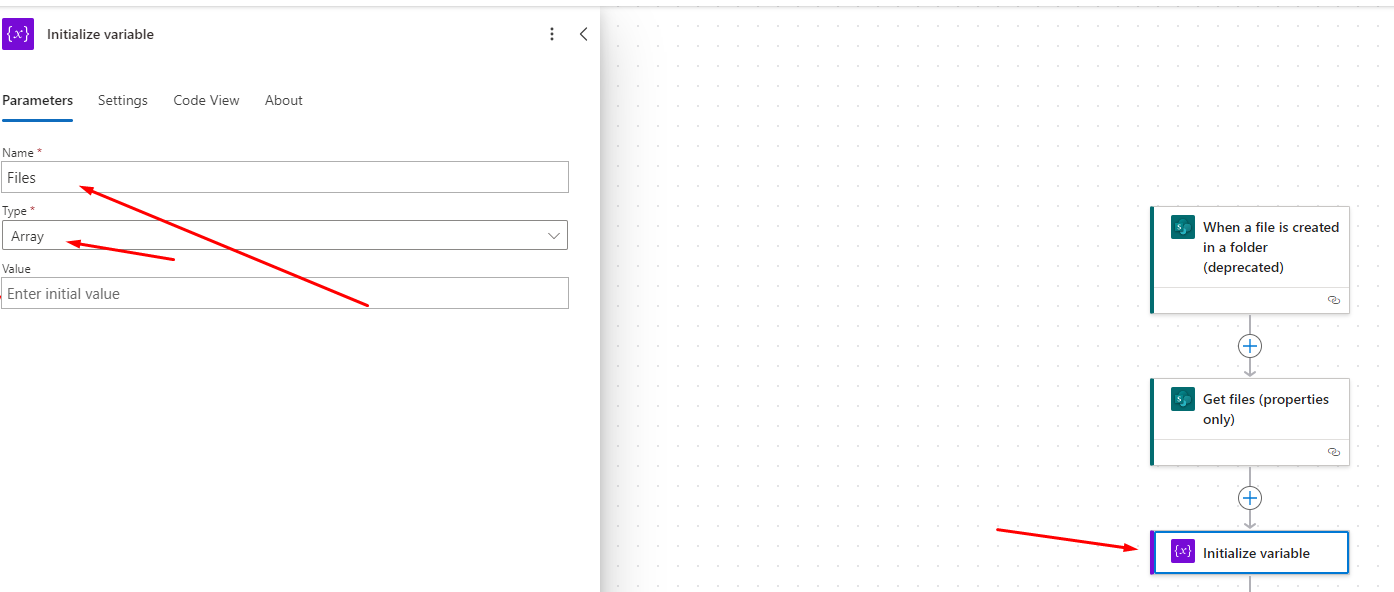 {x} Initialize variable
Parameters Settings Code View About
Name *
Files
Type *
Array
Value
Enter initial value
When a file is created
in a folder
(deprecated)
Get files (properties
only)
{x} Initialize variable